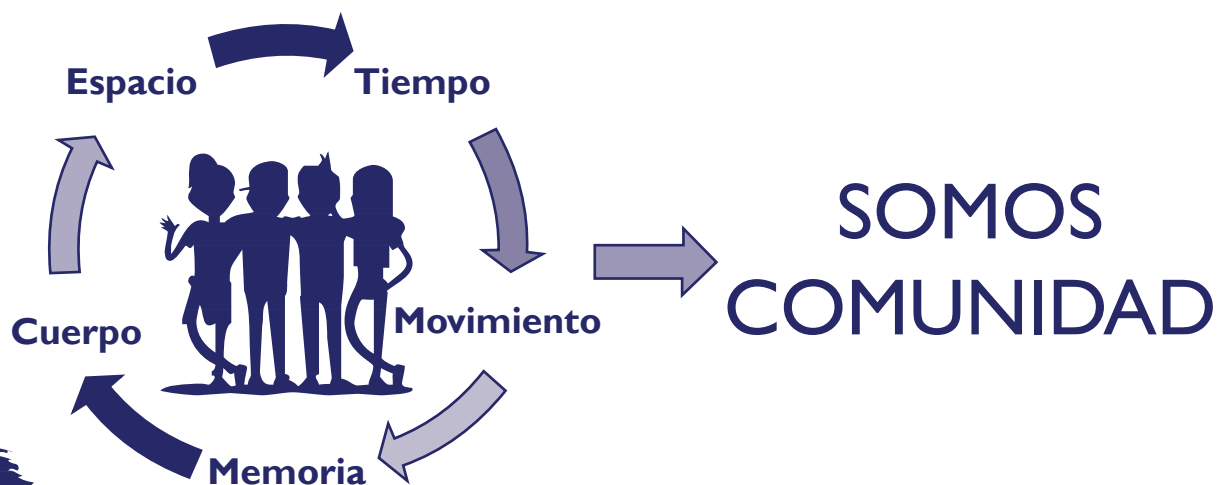 Espacio
Tiempo
Movimiento
Memoria
Cuerpo
SOMOS
COMUNIDAD